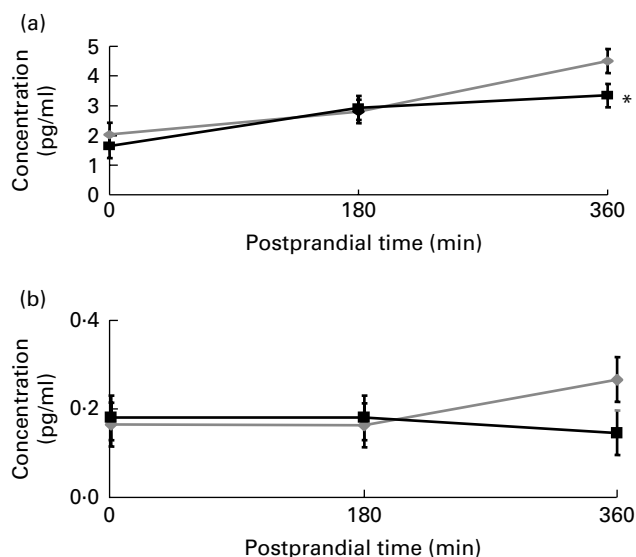 (a)
5
4
3
2
1
0
Concentration
(pg/ml)
*
0 180 360
Postprandial time (min)
(b)
0·4
0·2
0·0
Concentration
(pg/ml)
0 180 360
Postprandial time (min)